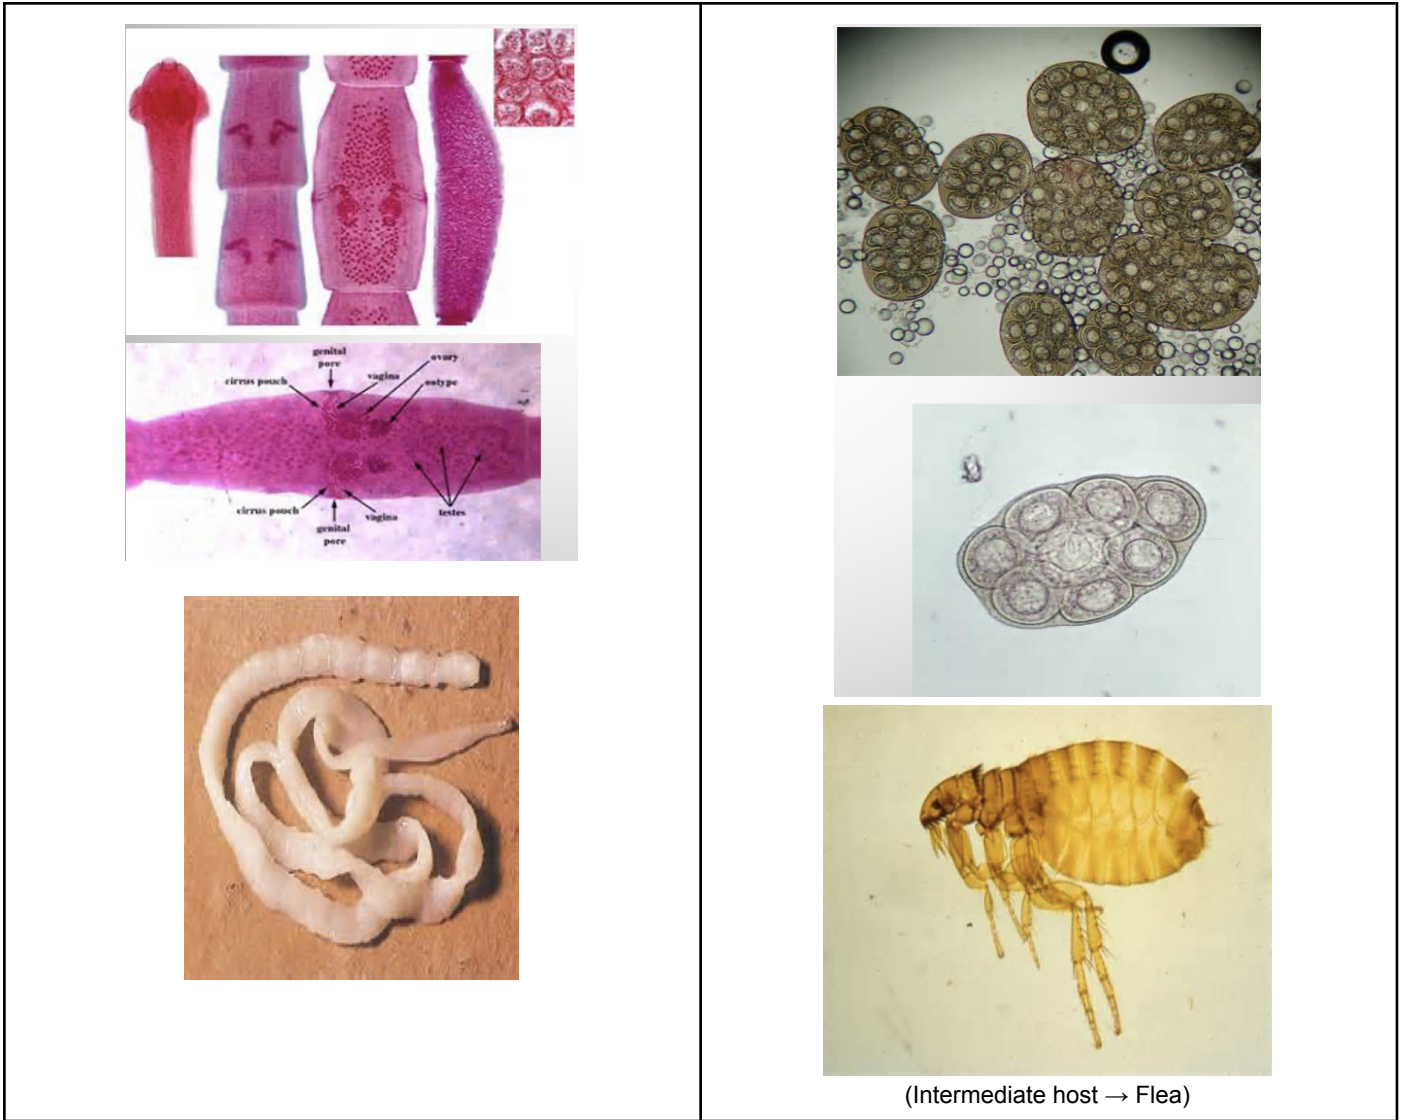 genital
pore
ovary
cirrus pouch
vagina
ootype
cirrus pouch
vagina
testes
genital
pore
(Intermediate host → Flea)